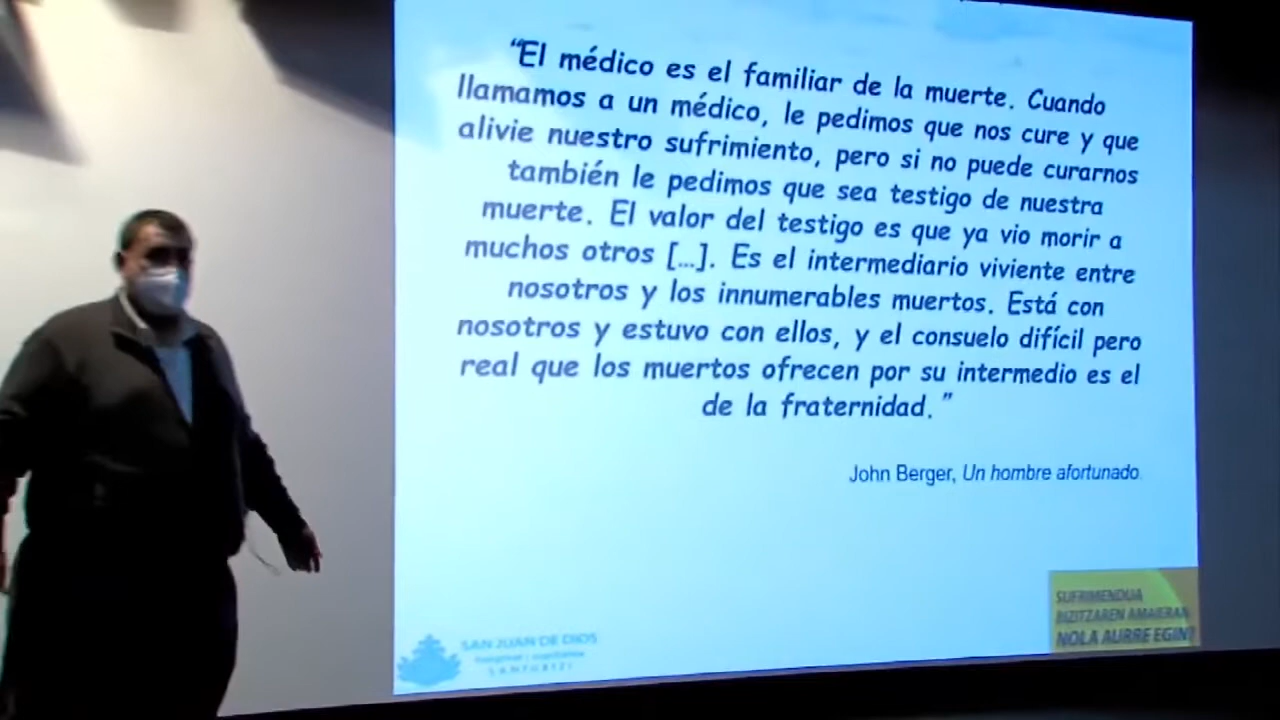 “El médico es el familiar de la muerte. Cuando
llamamos a un médico, le pedimos que nos cure y que
alivie nuestro sufrimiento, pero si no puede curarnos
también le pedimos que sea testigo de nuestra
muerte. El valor del testigo es que ya vio morir a
muchos otros [...]. Es el intermediario viviente entre
nosotros y los innumerables muertos. Está con
nosotros y estuvo con ellos, y el consuelo difícil pero
real que los muertos ofrecen por su intermedio es el
de la fraternidad.”
John Berger, Un hombre afortunado.
SAN JUAN DE DIOS
SUFRIMENDUA
BIZITZAREN AMAIERAN
NOLA AURRE EGIN?